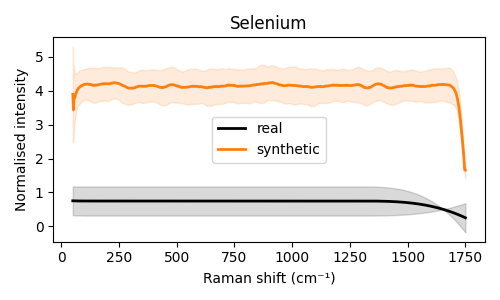 Selenium
Normalised intensity
5
4
3
2
1
0
real
synthetic
0
250
500
750
1000
1250
1500
1750
Raman shift (cm⁻¹)